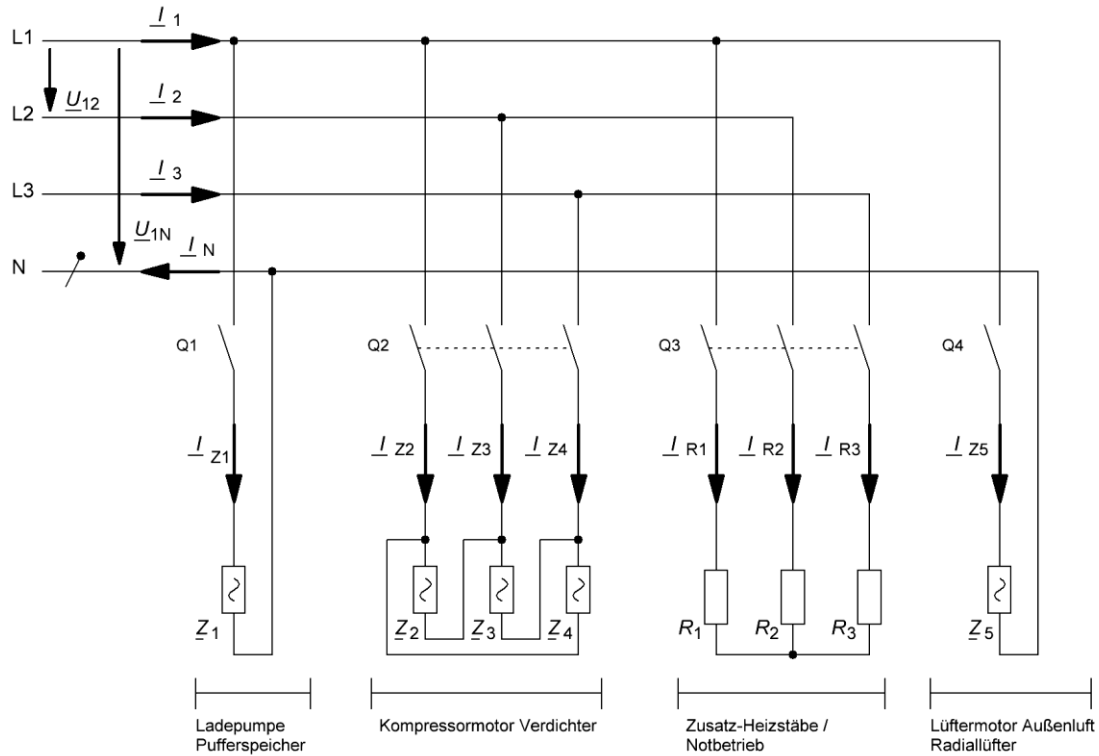 I 1
L1
U12
I 2
L2
I 3
L3
U1N
I N
N
Q1
Q2
Q3
Q4
I Z1
I Z2
I Z3
I Z4
I R1
I R2
I R3
I Z5
Z1
Z2
Z3
Z4
R1
R2
R3
Z5
Ladepumpe
Pufferspeicher
Kompressormotor Verdichter
Zusatz-Heizstäbe /
Notbetrieb
Lüftermotor Außenluft
Radiallüfter